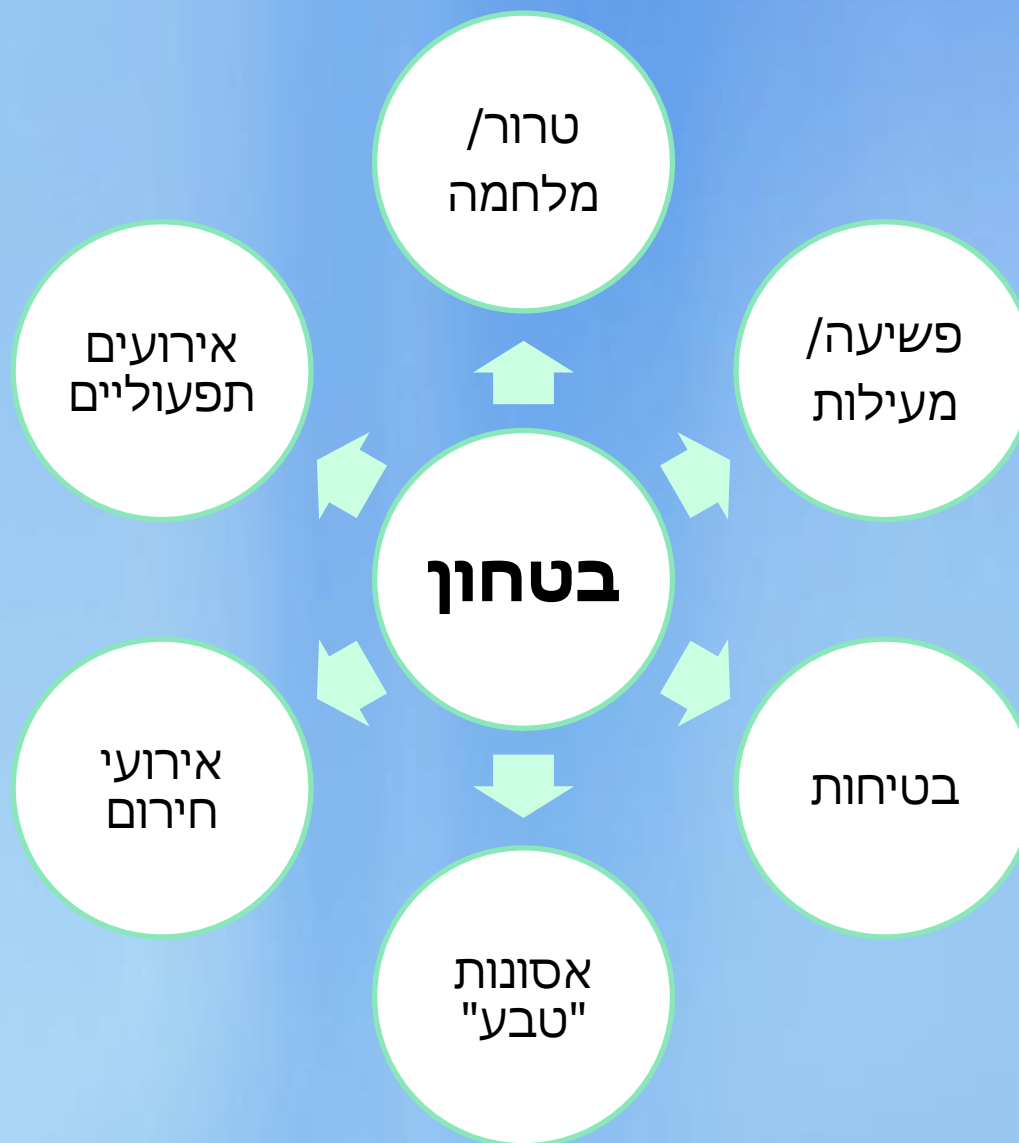 טרור/
מלחמה
פשיעה/
מעילות
בטיחות
אסונות
"טבע"
אירועי
חירום
אירועים
תפעוליים
בטחון